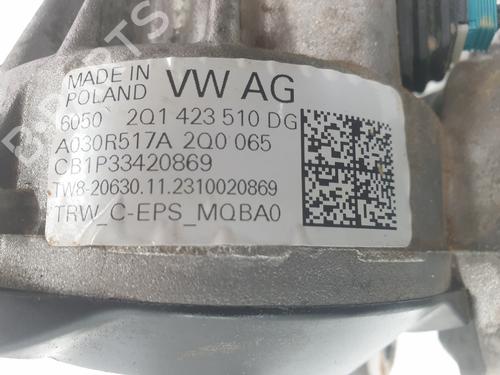 MADE IN
POLAND VW AG
6050 2Q1 423 510 DG
A030R517A 2Q0 065
CB1P33420869
TW8-20630.11.2310020869
TRW_C-EPS_MQBA0